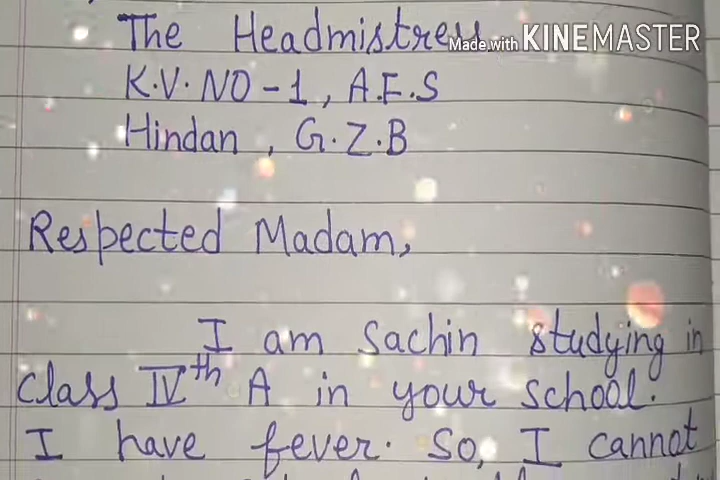 The Headmistress
Made with KINEMASTER
K.V. NO-1, A.F.S
Hindan, G.Z.B
Respected Madam,
I am Sachin studying in
class IVth A in your school.
I have fever. So, I cannot